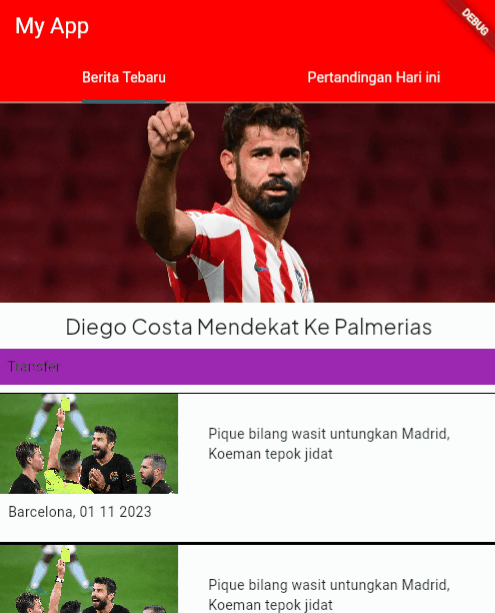 My App
DEBUG
Berita Tebaru
Pertandingan Hari ini
Diego Costa Mendekat Ke Palmerias
Transfer
Pique bilang wasit untungkan Madrid,
Koeman tepok jidat
Barcelona, 01 11 2023
Pique bilang wasit untungkan Madrid,
Koeman tepok jidat